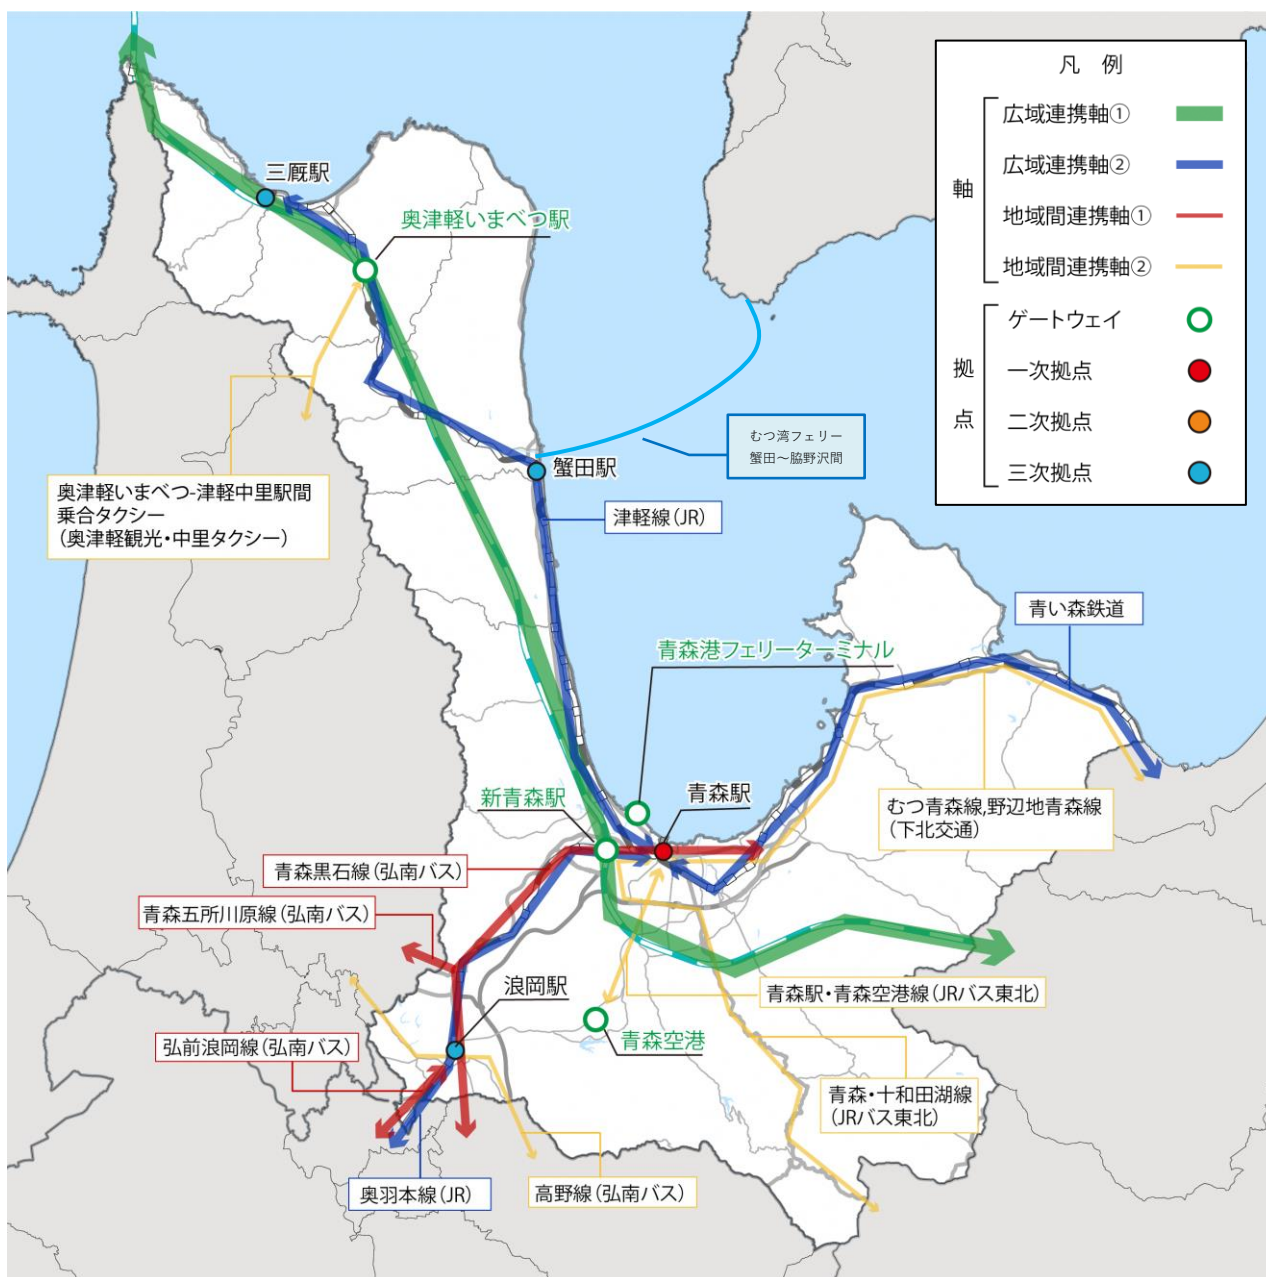 凡 例
軸
広域連携軸①
広域連携軸②
地域間連携軸①
地域間連携軸②
拠点
ゲートウェイ
一次拠点
二次拠点
三次拠点
三厩駅
奥津軽いまべつ駅
むつ湾フェリー
蟹田～脇野沢間
蟹田駅
奥津軽いまべつ-津軽中里駅間
乗合タクシー
(奥津軽観光・中里タクシー)
津軽線(JR)
青い森鉄道
青森港フェリーターミナル
新青森駅
青森駅
むつ青森線,野辺地青森線
(下北交通)
青森黒石線(弘南バス)
青森五所川原線(弘南バス)
浪岡駅
青森駅・青森空港線(JRバス東北)
弘前浪岡線(弘南バス)
青森空港
青森・十和田湖線
(JRバス東北)
奥羽本線(JR)
高野線(弘南バス)